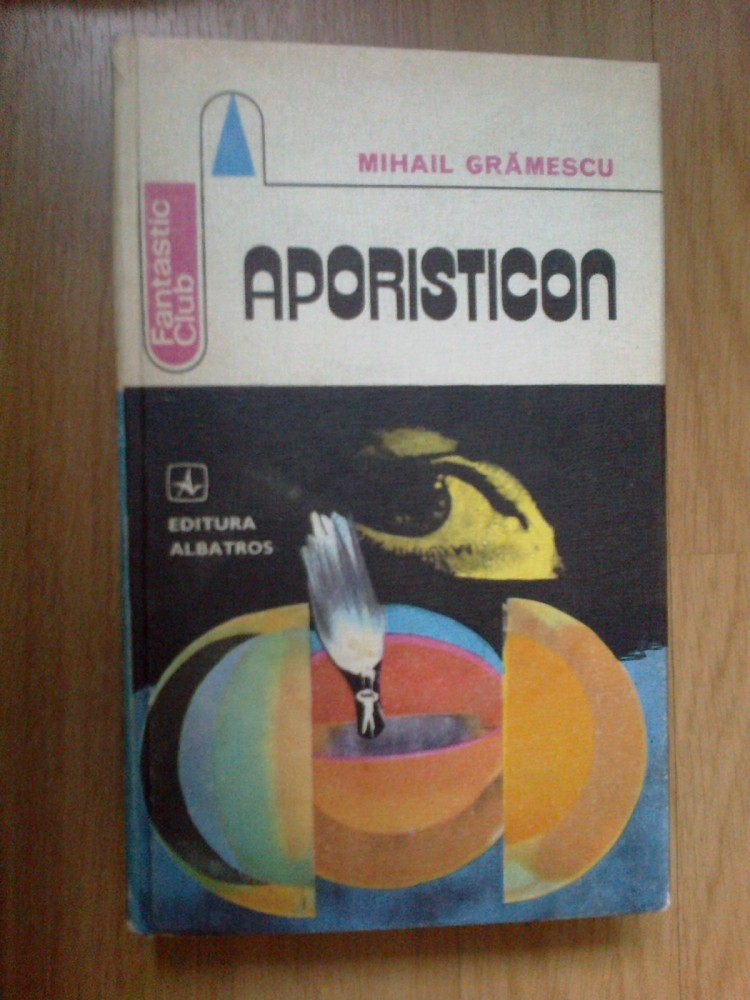 MIHAIL GRĂMESCU
APORISTICON
Fantastic
Club
EDITURA
ALBATROS